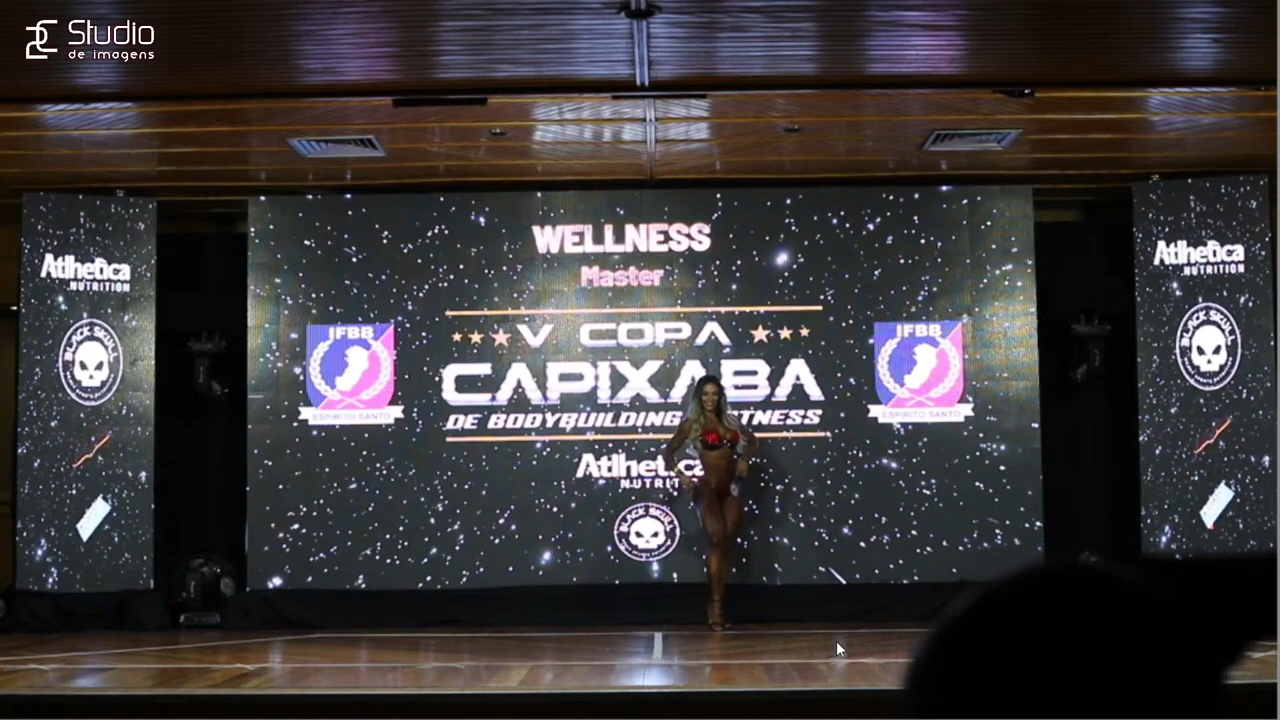 Studio
de imagens
WELLNESS
Master
V COPA
CAPIXABA
DE BODYBUILDING FITNESS
Atlhetica
NUTRITION
BLACK SKULL
IFBB
ESPIRITO SANTO
IFBB
ESPIRITO SANTO
Atlhetica
NUTRITION
BLACK SKULL
Atlhetica
NUTRITION
BLACK SKULL